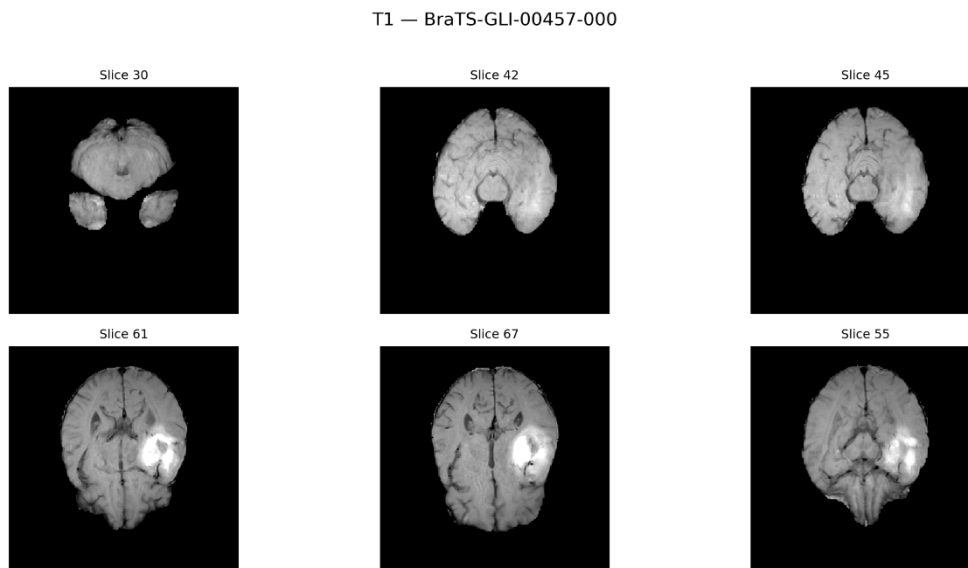 T1 — BraTS-GLI-00457-000
Slice 30
Slice 42
Slice 45
Slice 61
Slice 67
Slice 55